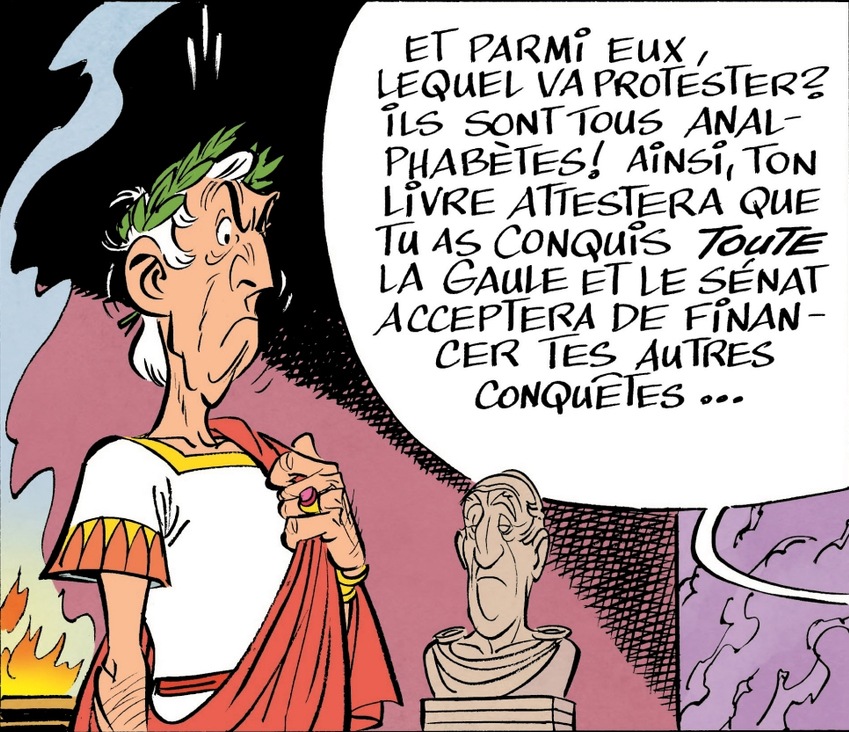 ET PARMI EUX,
LEQUEL VA PROTESTER?
ILS SONT TOUS ANAL-
PHABÈTES! AINSI, TON
LIVRE ATTESTERA QUE
TU AS CONQUIS TOUTE
LA GAULE ET LE SÉNAT
ACCEPTERA DE FINAN-
CER TES AUTRES
CONQUÊTES...